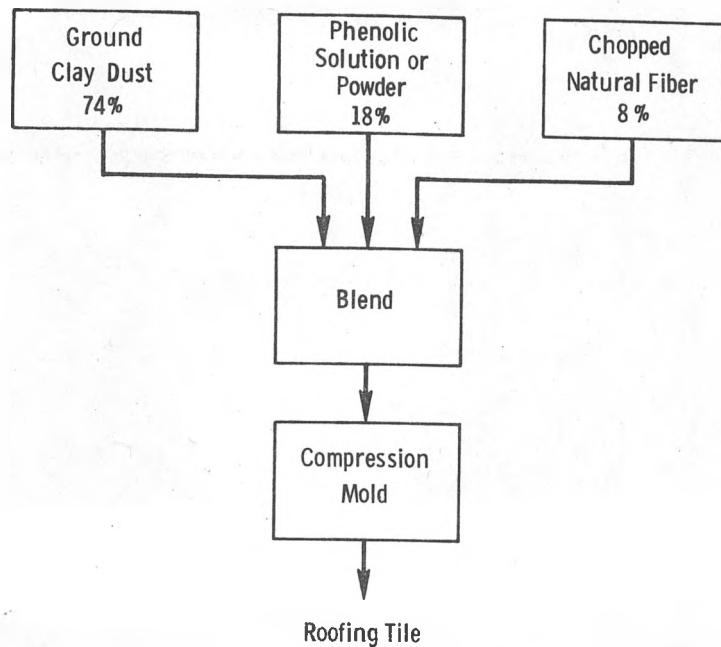 Ground
Clay Dust
74%
Phenolic
Solution or
Powder
18%
Chopped
Natural Fiber
8%
Blend
Compression
Mold
Roofing Tile